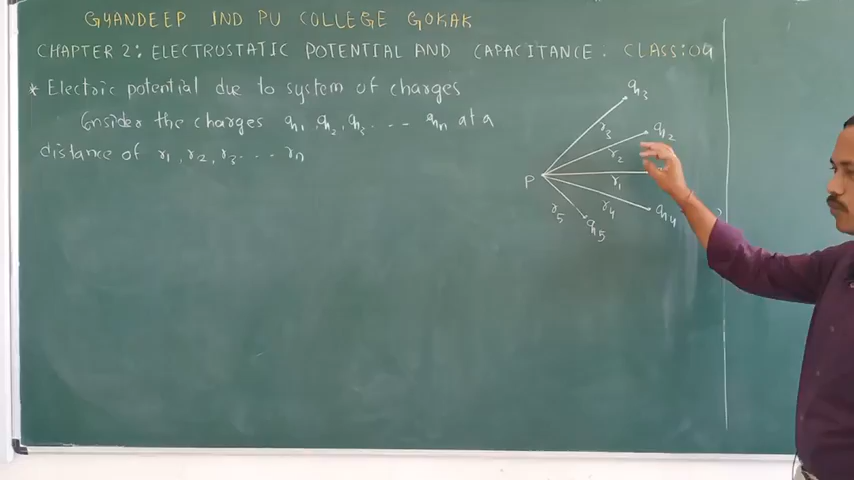 GYANDEEP IND PU COLLEGE GOKAK
CHAPTER 2: ELECTROSTATIC POTENTIAL AND CAPACITANCE. CLASS:04
* Electric potential due to system of charges
Consider the charges q1, q2, q3. . . --- qn at a
distance of r1, r2, r3. . . . rn
q3
r3
q2
r2
P
r1
r4
q4
r5
q5